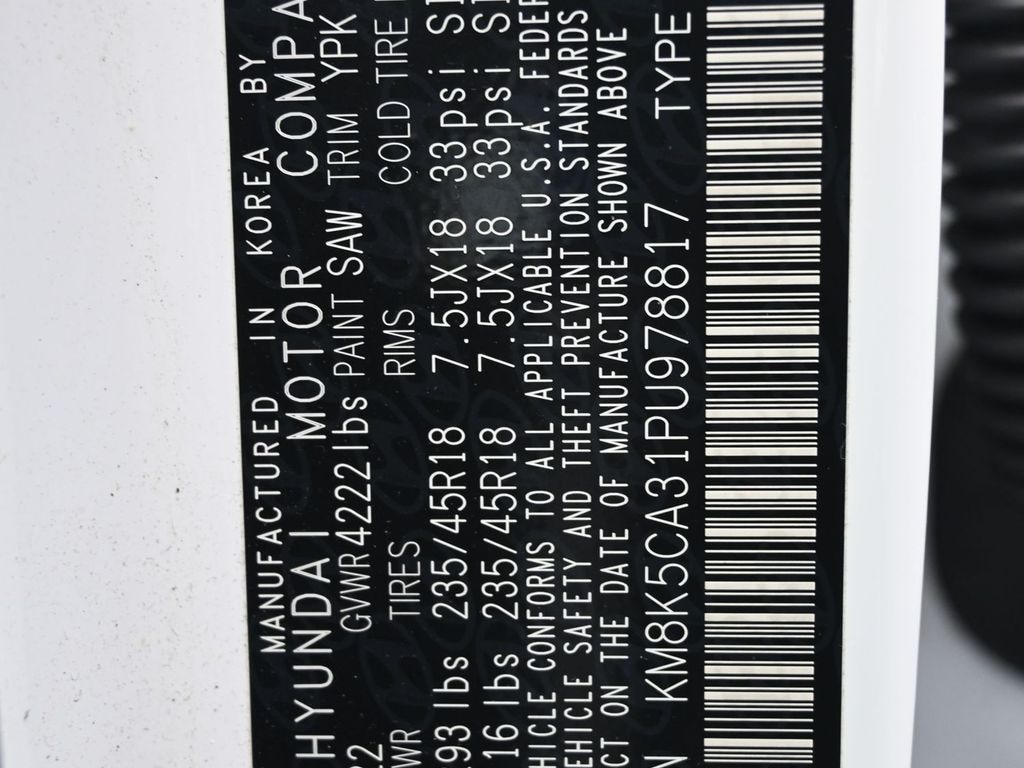 MANUFACTURED IN KOREA BY
HYUNDAI MOTOR COMPA
22 GVWR 4222 lbs PAINT SAW TRIM YPK
WR TIRES RIMS COLD TIRE
93 lbs 235/45R18 7.5JX18 33psi
16 lbs 235/45R18 7.5JX18 33psi
HICLE CONFORMS TO ALL APPLICABLE U.S.A. FEDER
EHICLE SAFETY AND THEFT PREVENTION STANDARDS
CT ON THE DATE OF MANUFACTURE SHOWN ABOVE
N KM8K5CA31PU978817 TYPE